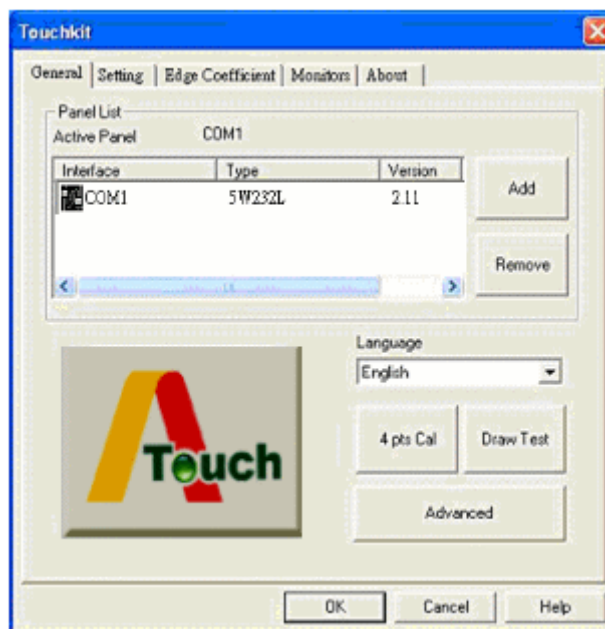 Touchkit
General Setting Edge Coefficient Monitors About
Panel List
Active Panel COM1
Interface Type Version
COM1 5W232L 2.11
Add
Remove
Language
English
Touch
4 pts Cal Draw Test
Advanced
OK Cancel Help